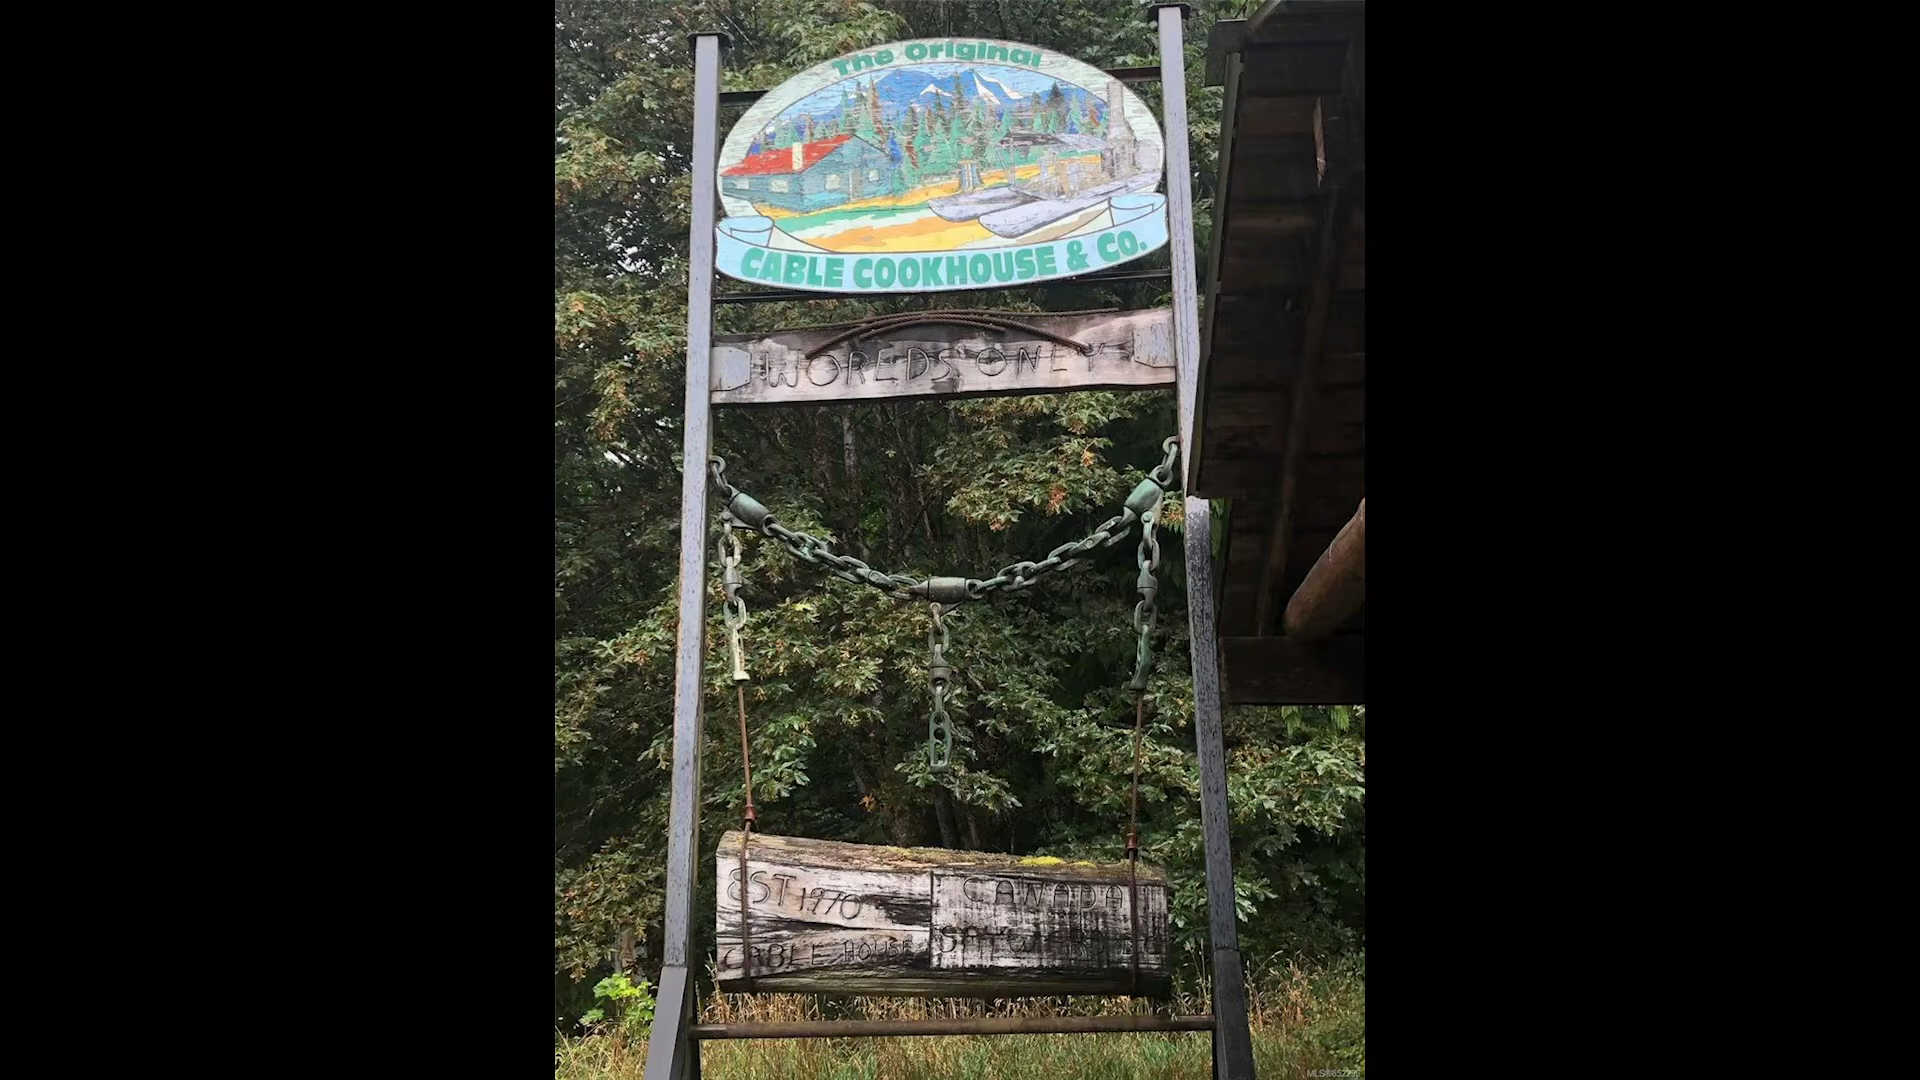 The Original
CABLE COOKHOUSE & CO.
WORLDS ONLY
EST 1970
CANADA
CABLE HOUSE